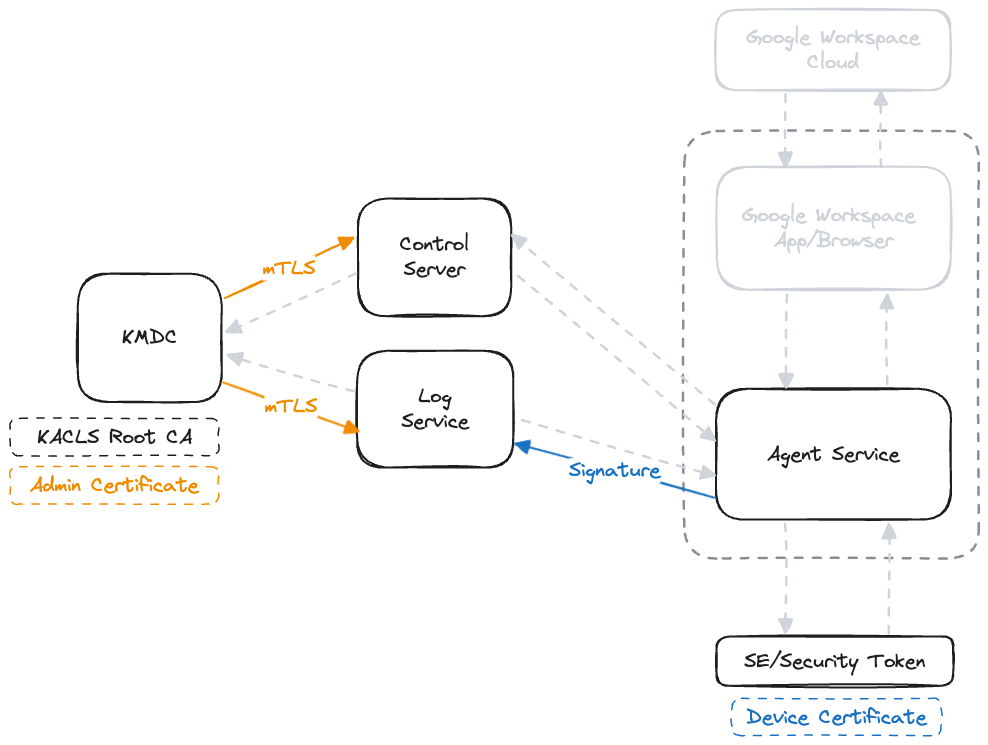 Google Workspace
Cloud
Google Workspace
App/Browser
Control
Server
mTLS
KMDC
Log
Service
mTLS
KACLS Root CA
Admin Certificate
Agent Service
Signature
SE/Security Token
Device Certificate